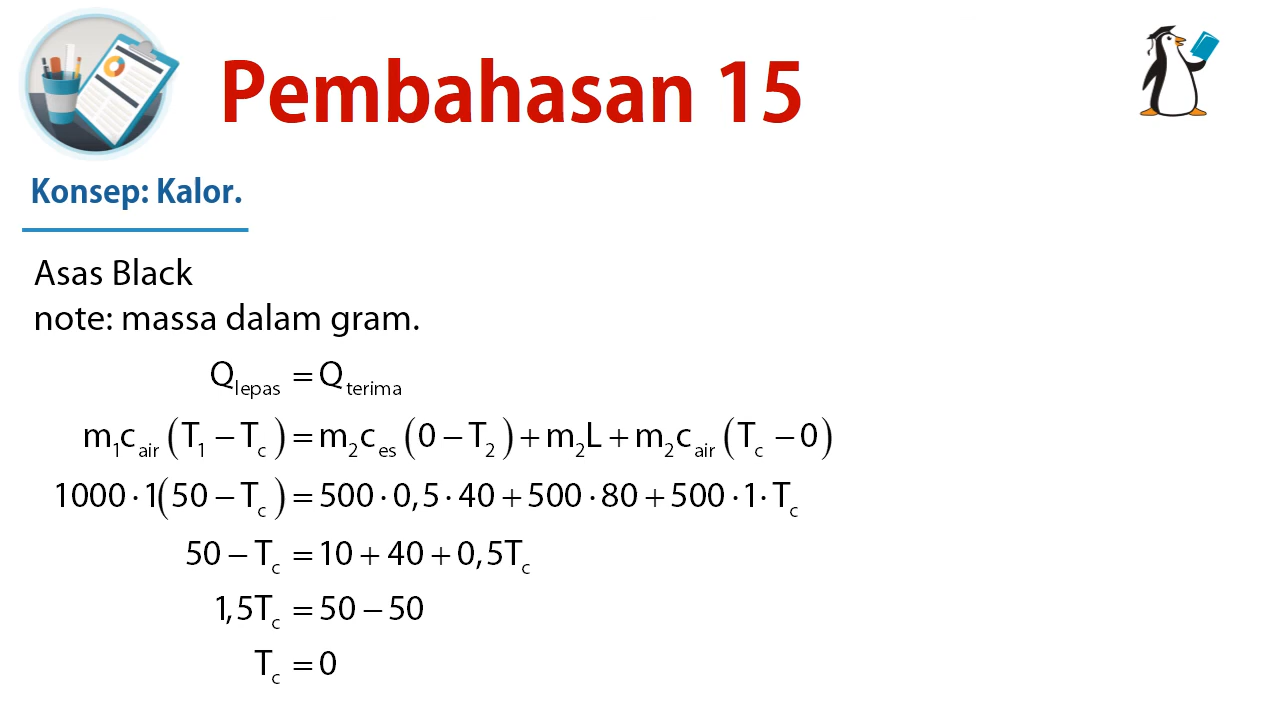 Pembahasan 15
Konsep: Kalor.
Asas Black
note: massa dalam gram.
Q_lepas = Q_terima
m₁c_air (T₁ − T_c) = m₂c_es (0 − T₂) + m₂L + m₂c_air (T_c − 0)
1000 · 1(50 − T_c) = 500 · 0,5 · 40 + 500 · 80 + 500 · 1 · T_c
50 − T_c = 10 + 40 + 0,5T_c
1,5T_c = 50 − 50
T_c = 0